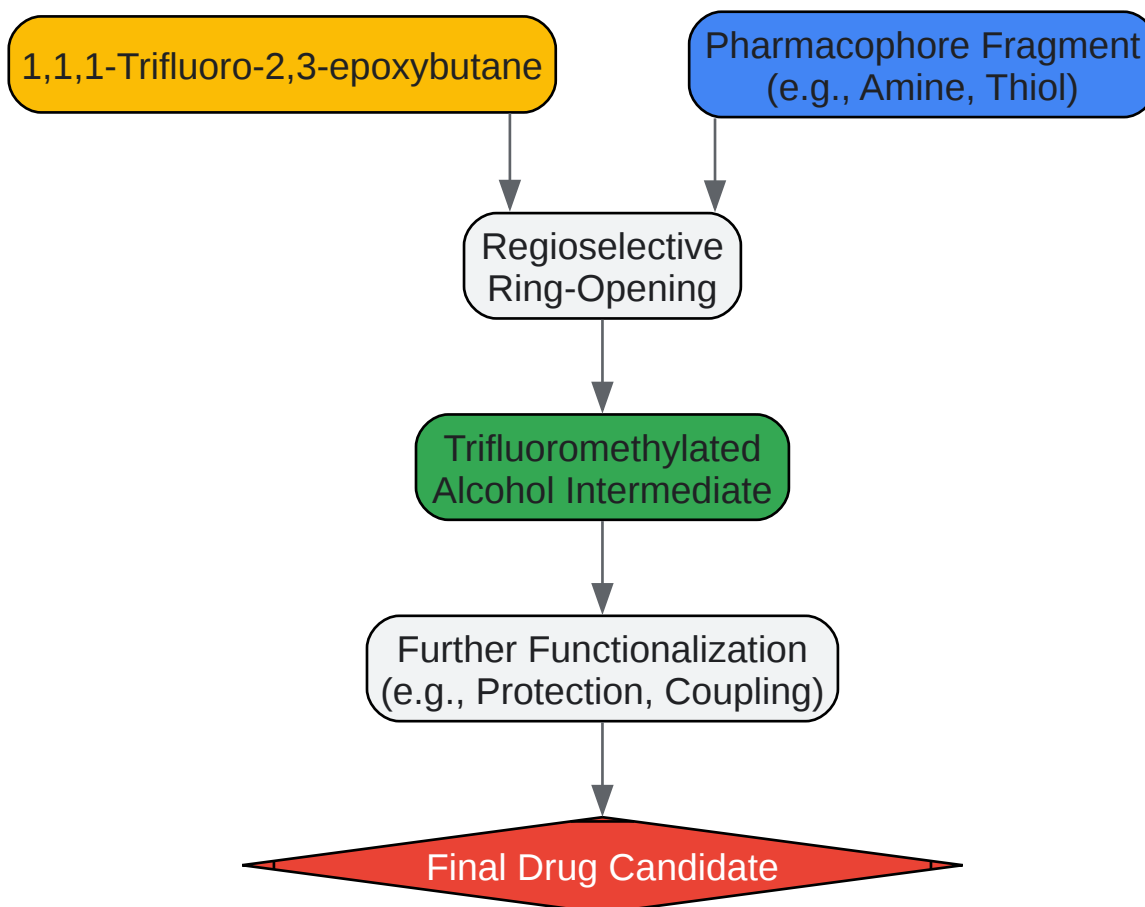 1,1,1-Trifluoro-2,3-epoxybutane
Pharmacophore Fragment
(e.g., Amine, Thiol)
Regioselective
Ring-Opening
Trifluoromethylated
Alcohol Intermediate
Further Functionalization
(e.g., Protection, Coupling)
Final Drug Candidate